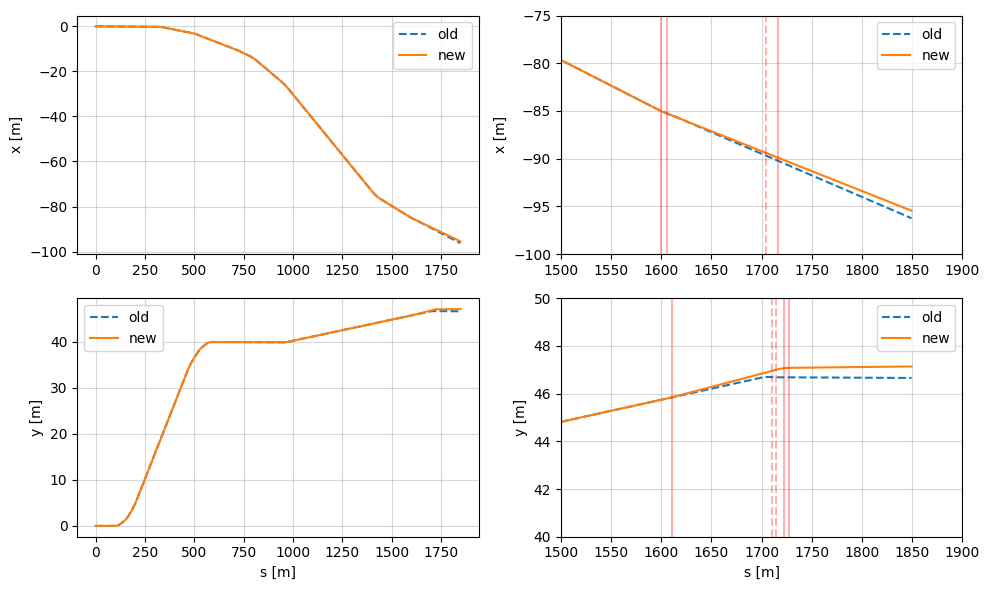 x [m]
0
−20
−40
−60
−80
−100
0 250 500 750 1000 1250 1500 1750
old
new
x [m]
−75
−80
−85
−90
−95
−100
1500 1550 1600 1650 1700 1750 1800 1850 1900
old
new
y [m]
40
30
20
10
0
0 250 500 750 1000 1250 1500 1750
s [m]
old
new
y [m]
50
48
46
44
42
40
1500 1550 1600 1650 1700 1750 1800 1850 1900
s [m]
old
new